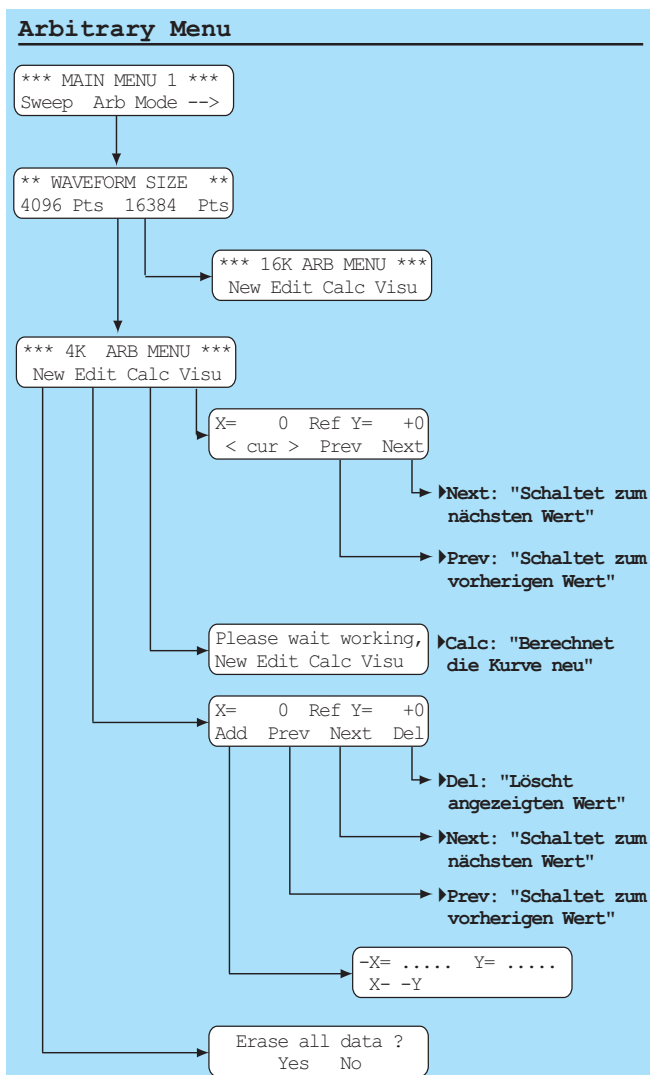 Arbitrary Menu
*** MAIN MENU 1 ***
Sweep Arb Mode -->
** WAVEFORM SIZE **
4096 Pts 16384 Pts
*** 16K ARB MENU ***
New Edit Calc Visu
*** 4K ARB MENU ***
New Edit Calc Visu
X= 0 Ref Y= +0
< cur > Prev Next
Next: "Schaltet zum
nächsten Wert"
Prev: "Schaltet zum
vorherigen Wert"
Please wait working,
New Edit Calc Visu
Calc: "Berechnet
die Kurve neu"
X= 0 Ref Y= +0
Add Prev Next Del
Del: "Löscht
angezeigten Wert"
Next: "Schaltet zum
nächsten Wert"
Prev: "Schaltet zum
vorherigen Wert"
-X= ..... Y= .....
X- -Y
Erase all data ?
Yes No